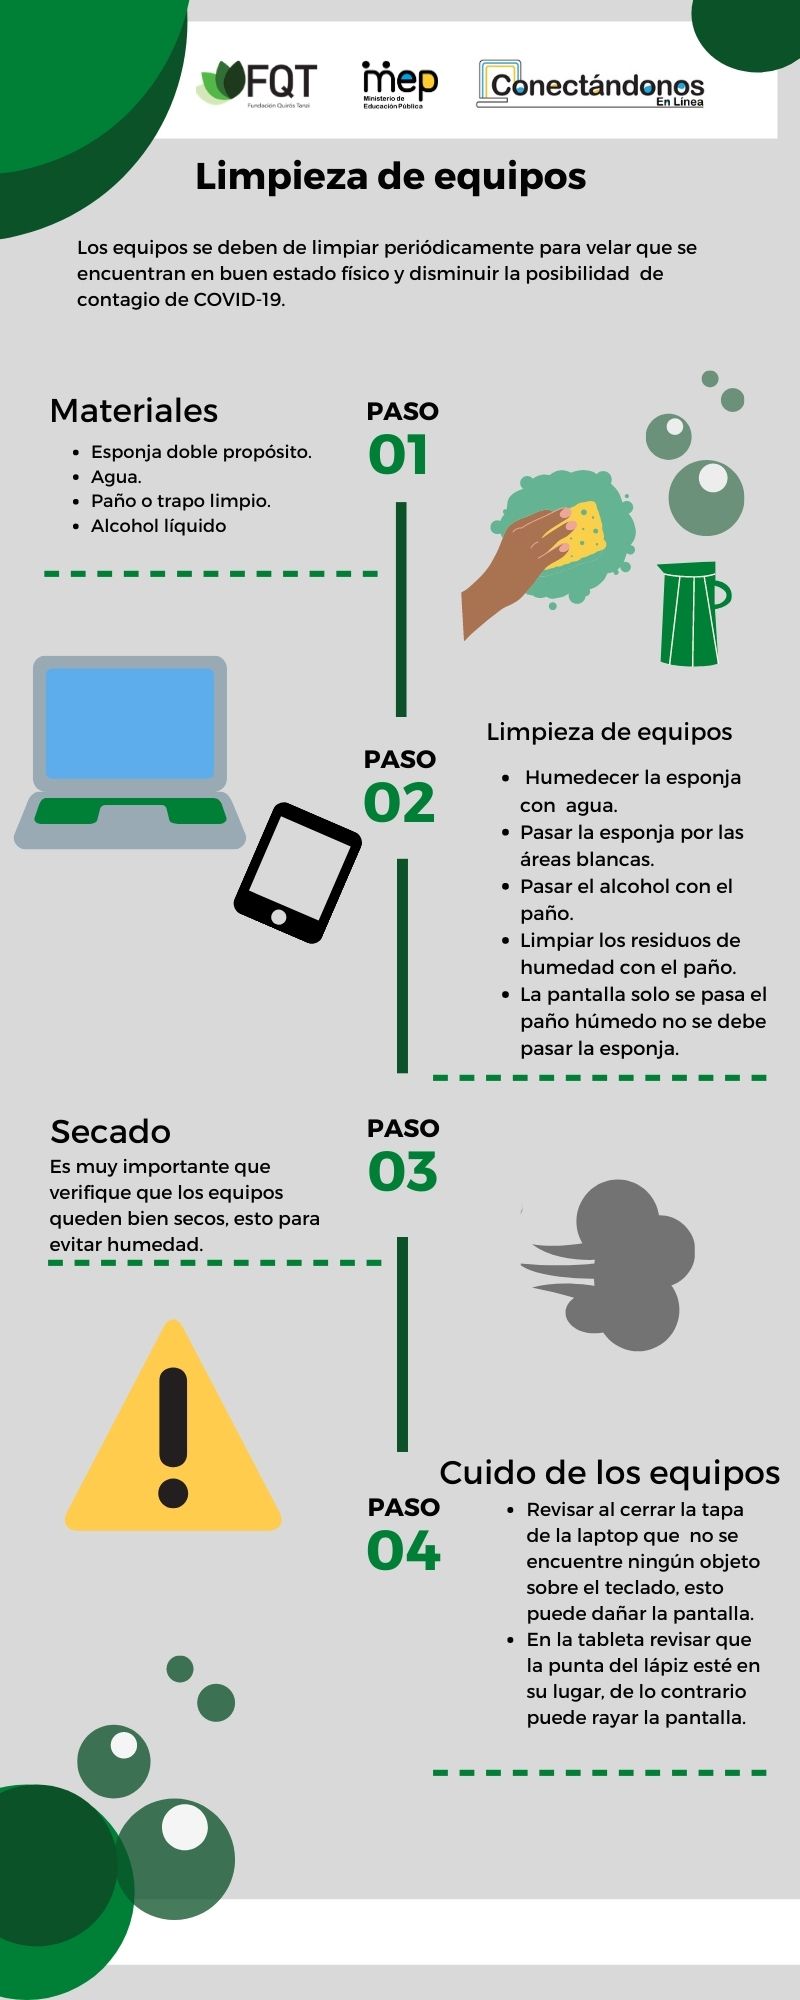 FQT
Fundación Quirós Tanzi
mep
Ministerio de
Educación Pública
Conectándonos
En Línea
Limpieza de equipos
Los equipos se deben de limpiar periódicamente para velar que se
encuentran en buen estado físico y disminuir la posibilidad  de
contagio de COVID-19.
Materiales
• Esponja doble propósito.
• Agua.
• Paño o trapo limpio.
• Alcohol líquido
PASO
01
PASO
02
Limpieza de equipos
• Humedecer la esponja
con  agua.
• Pasar la esponja por las
áreas blancas.
• Pasar el alcohol con el
paño.
• Limpiar los residuos de
humedad con el paño.
• La pantalla solo se pasa el
paño húmedo no se debe
pasar la esponja.
Secado
Es muy importante que
verifique que los equipos
queden bien secos, esto para
evitar humedad.
PASO
03
PASO
04
Cuido de los equipos
• Revisar al cerrar la tapa
de la laptop que  no se
encuentre ningún objeto
sobre el teclado, esto
puede dañar la pantalla.
• En la tableta revisar que
la punta del lápiz esté en
su lugar, de lo contrario
puede rayar la pantalla.